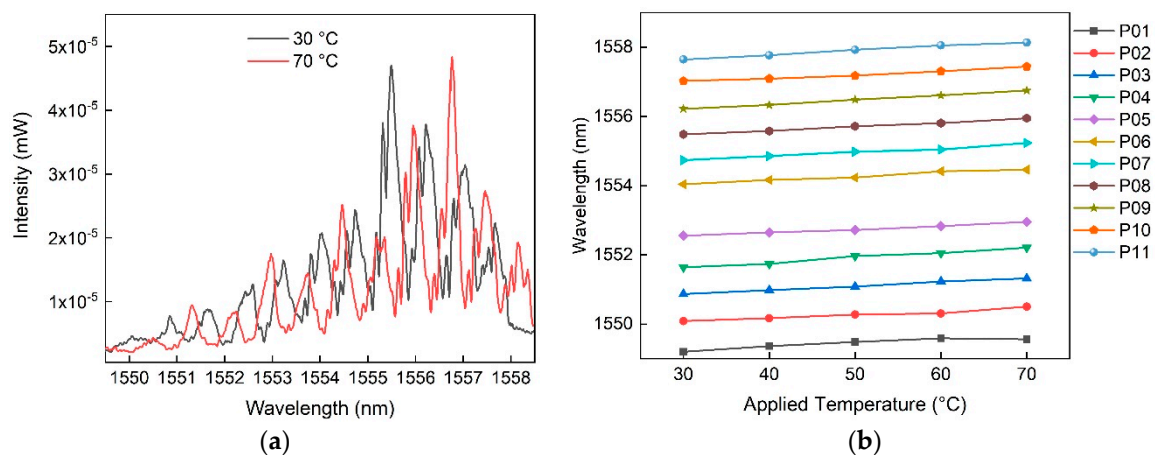 (a)
30 °C
70 °C
5x10⁻⁵
4x10⁻⁵
3x10⁻⁵
2x10⁻⁵
1x10⁻⁵
Intensity (mW)
1550 1551 1552 1553 1554 1555 1556 1557 1558
Wavelength (nm)
(a)
1558
1556
1554
1552
1550
Wavelength (nm)
30 40 50 60 70
Applied Temperature (°C)
P01
P02
P03
P04
P05
P06
P07
P08
P09
P10
P11
(b)